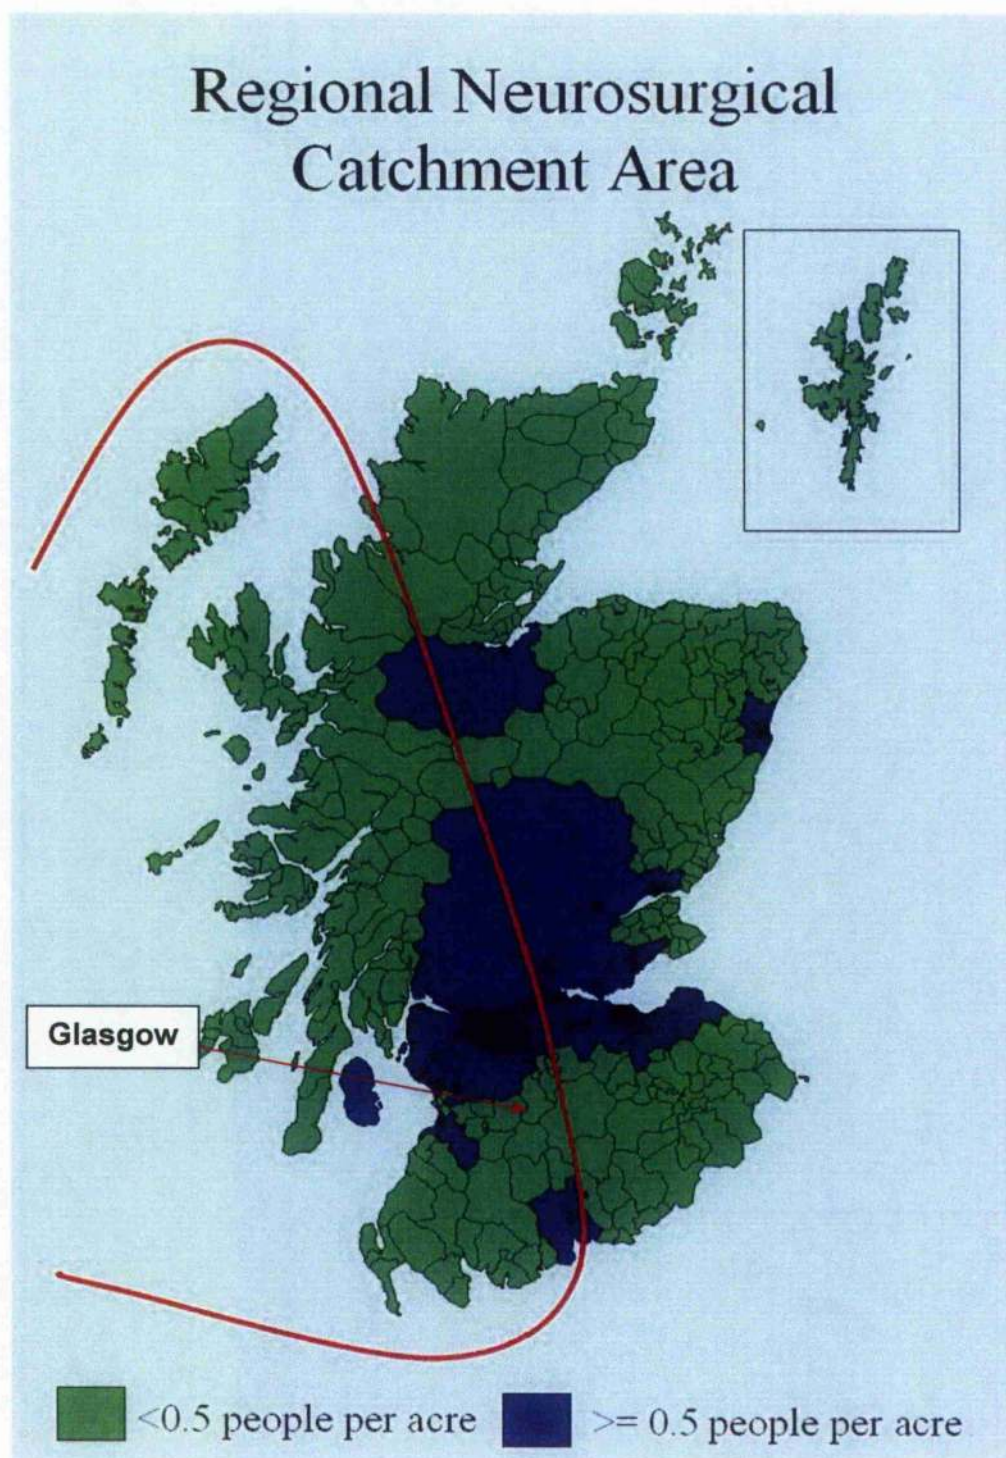 Regional Neurosurgical
Catchment Area
Glasgow
<0.5 people per acre
>= 0.5 people per acre